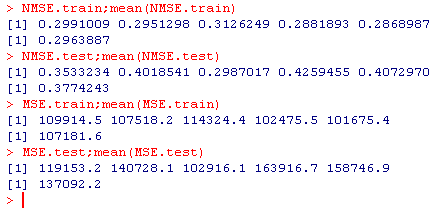 > NMSE.train;mean(NMSE.train)
[1] 0.2991009 0.2951298 0.3126249 0.2881893 0.2868987
[1] 0.2963887
> NMSE.test;mean(NMSE.test)
[1] 0.3533234 0.4018541 0.2987017 0.4259455 0.4072970
[1] 0.3774243
> MSE.train;mean(MSE.train)
[1] 109914.5 107518.2 114324.4 102475.5 101675.4
[1] 107181.6
> MSE.test;mean(MSE.test)
[1] 119153.2 140728.1 102916.1 163916.7 158746.9
[1] 137092.2
>